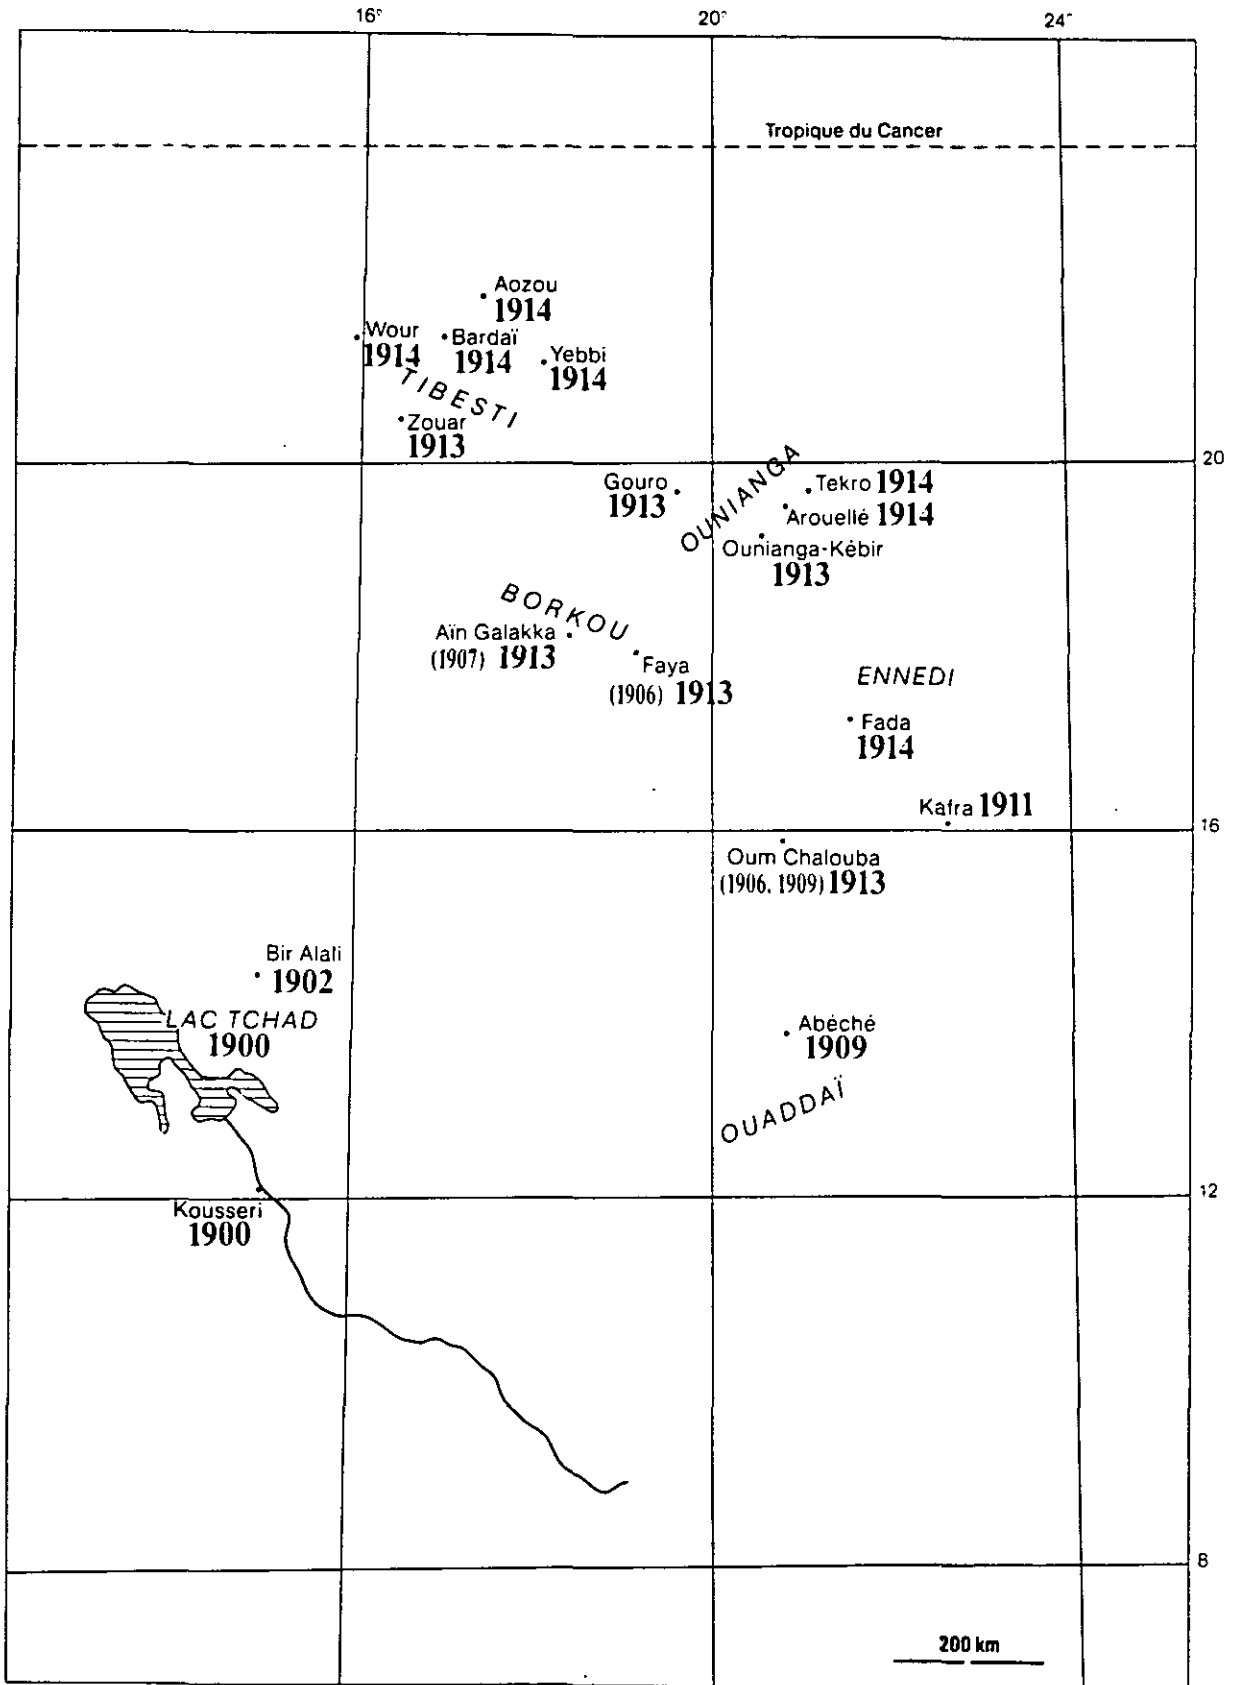 16°
20°
24°
Tropique du Cancer
Aozou
1914
Wour
1914
Bardaï
1914
Yebbi
1914
TIBESTI
Zouar
1913
20
Gouro
1913
OUNIANGA
Tekro 1914
Arouellé 1914
Ounianga-Kébir
1913
BORKOU
Aïn Galakka
(1907) 1913
Faya
(1906) 1913
ENNEDI
Fada
1914
Kafra 1911
16
Oum Chalouba
(1906, 1909) 1913
Bir Alali
1902
LAC TCHAD
1900
Abéché
1909
OUADDAÏ
12
Kousseri
1900
8
200 km